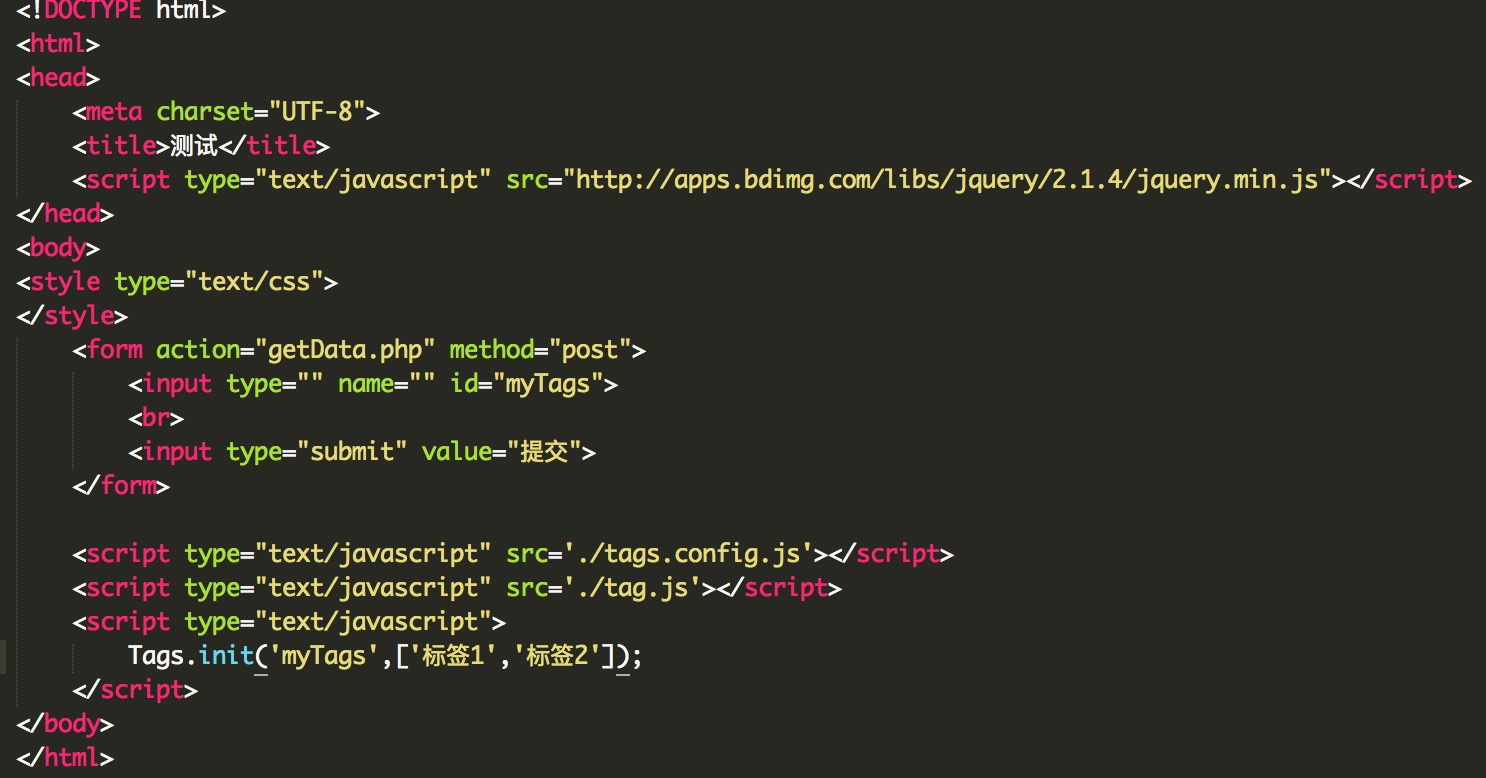 <!DOCTYPE html>
<html>
<head>
<meta charset="UTF-8">
<title>测试</title>
<script type="text/javascript" src="http://apps.bdimg.com/libs/jquery/2.1.4/jquery.min.js"></script>
</head>
<body>
<style type="text/css">
</style>
<form action="getData.php" method="post">
<input type="" name="" id="myTags">
<br>
<input type="submit" value="提交">
</form>
<script type="text/javascript" src='./tags.config.js'></script>
<script type="text/javascript" src='./tag.js'></script>
<script type="text/javascript">
Tags.init('myTags',['标签1','标签2']);
</script>
</body>
</html>